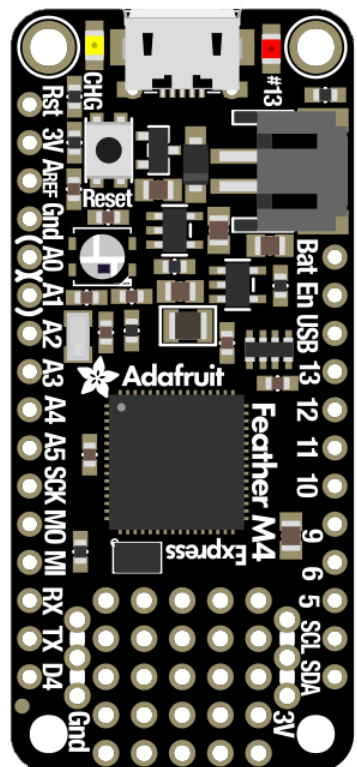 CHG
#13
Rst
3V
AREF
Gnd
A0
A1
A2
A3
A4
A5
SCK
MO
MI
RX
TX
D4
Gnd
Reset
Adafruit
Feather M4
Express
Bat
En
USB
13
12
11
10
9
6
5
SCL
SDA
3V